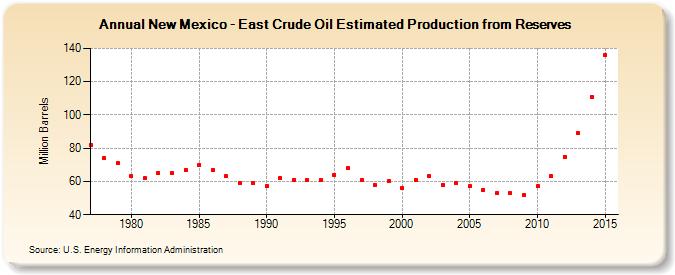 Annual New Mexico - East Crude Oil Estimated Production from Reserves
Million Barrels
140
120
100
80
60
40
1980 1985 1990 1995 2000 2005 2010 2015
Source: U.S. Energy Information Administration